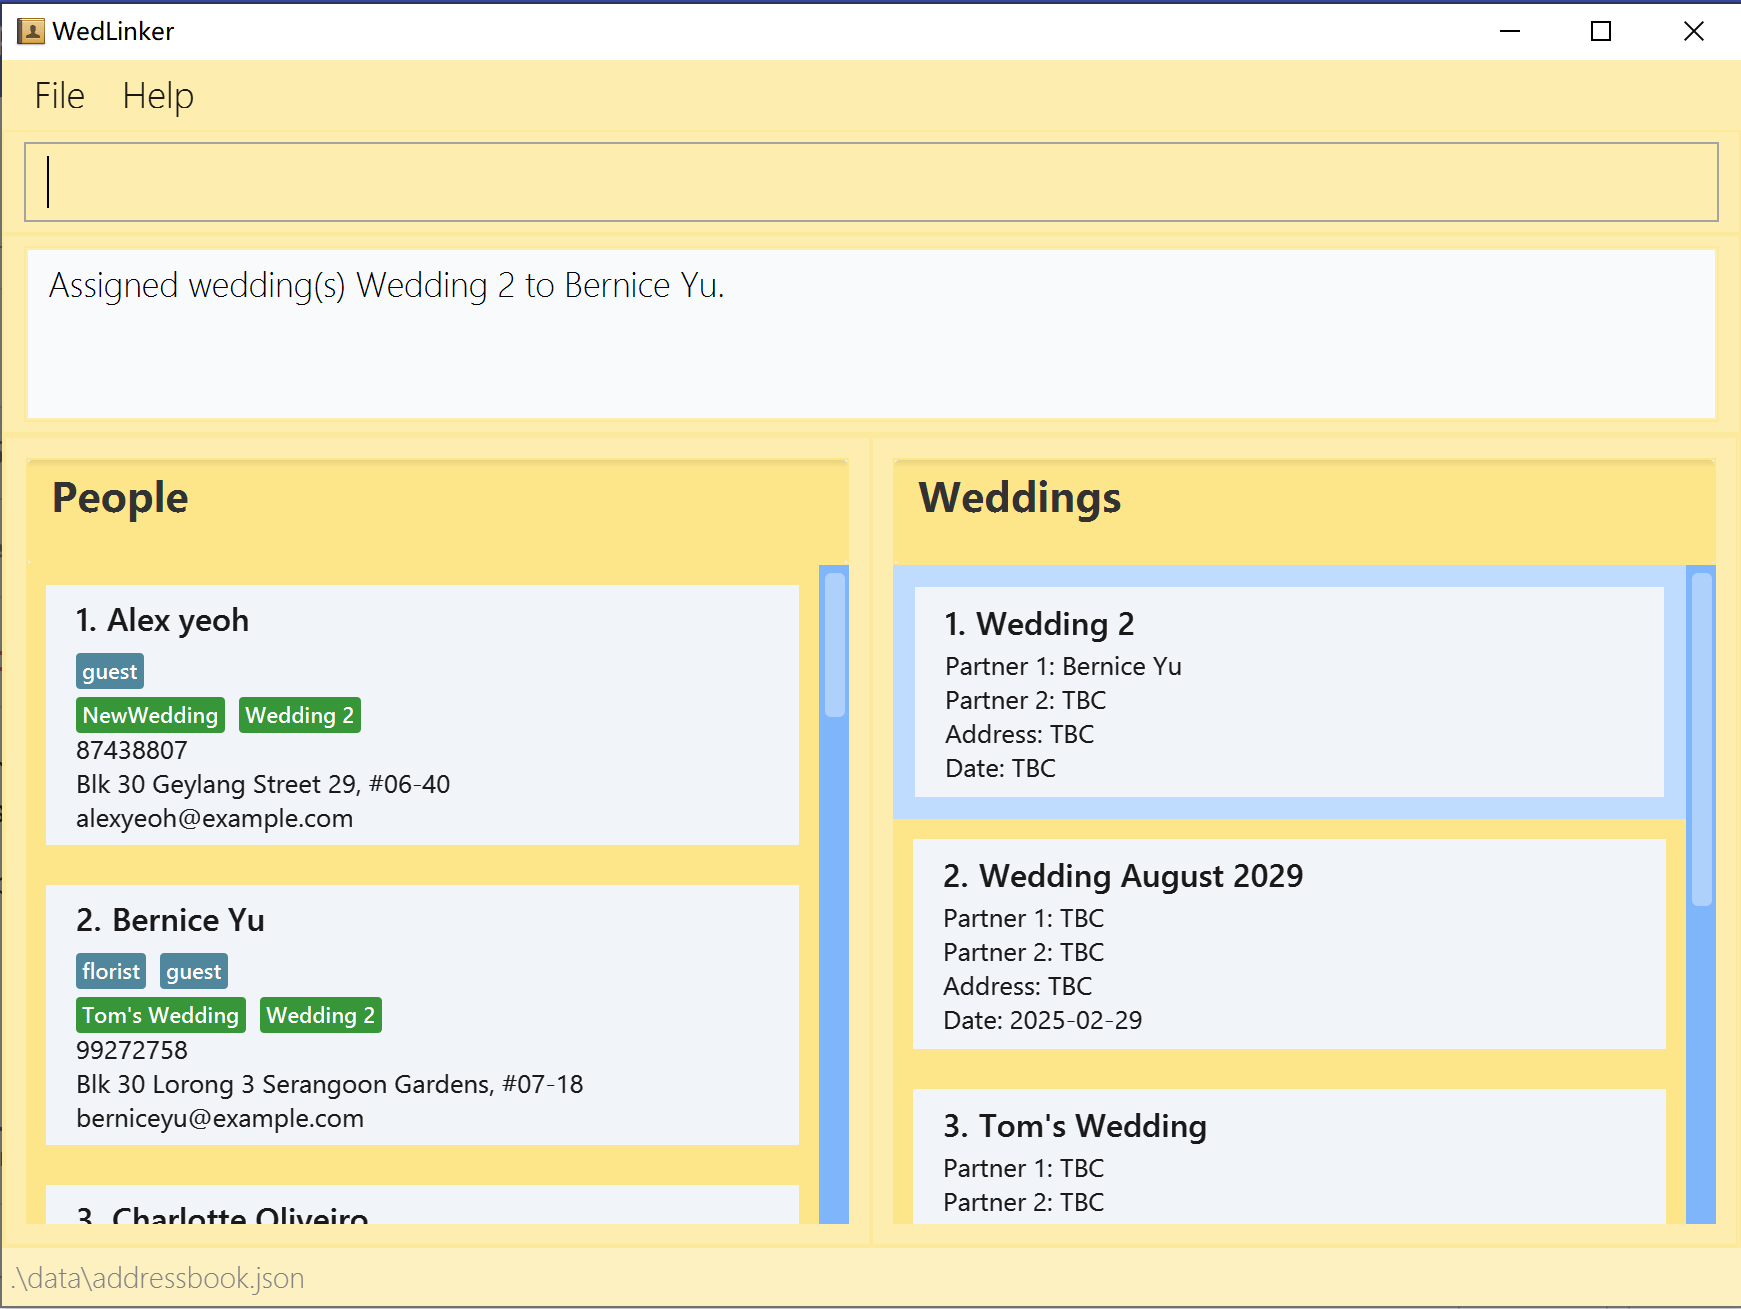 WedLinker
File Help
Assigned wedding(s) Wedding 2 to Bernice Yu.
People
1. Alex yeoh
guest
NewWedding Wedding 2
87438807
Blk 30 Geylang Street 29, #06-40
alexyeoh@example.com
2. Bernice Yu
florist guest
Tom's Wedding Wedding 2
99272758
Blk 30 Lorong 3 Serangoon Gardens, #07-18
berniceyu@example.com
3. Charlotte Oliveiro
Weddings
1. Wedding 2
Partner 1: Bernice Yu
Partner 2: TBC
Address: TBC
Date: TBC
2. Wedding August 2029
Partner 1: TBC
Partner 2: TBC
Address: TBC
Date: 2025-02-29
3. Tom's Wedding
Partner 1: TBC
Partner 2: TBC
.\data\addressbook.json